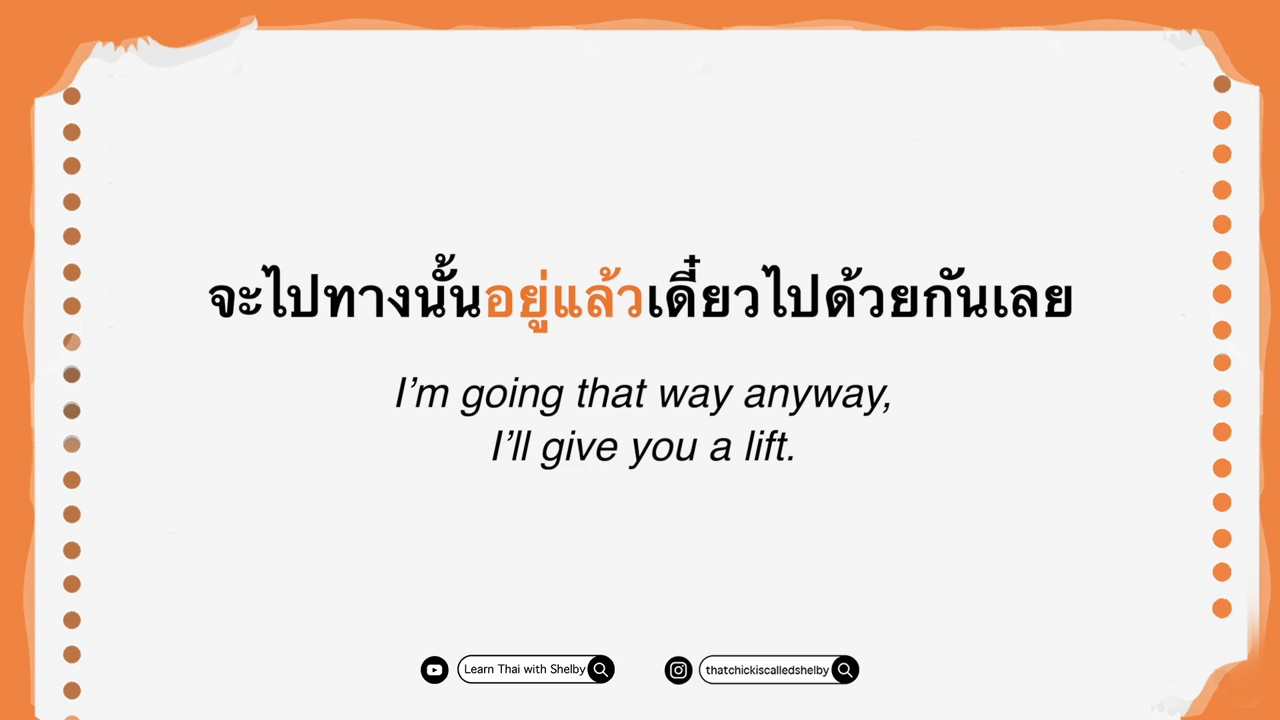 จะไปทางนั้นอยู่แล้วเดี๋ยวไปด้วยกันเลย
I'm going that way anyway,
I'll give you a lift.
Learn Thai with Shelby
thatchickiscalledshelby